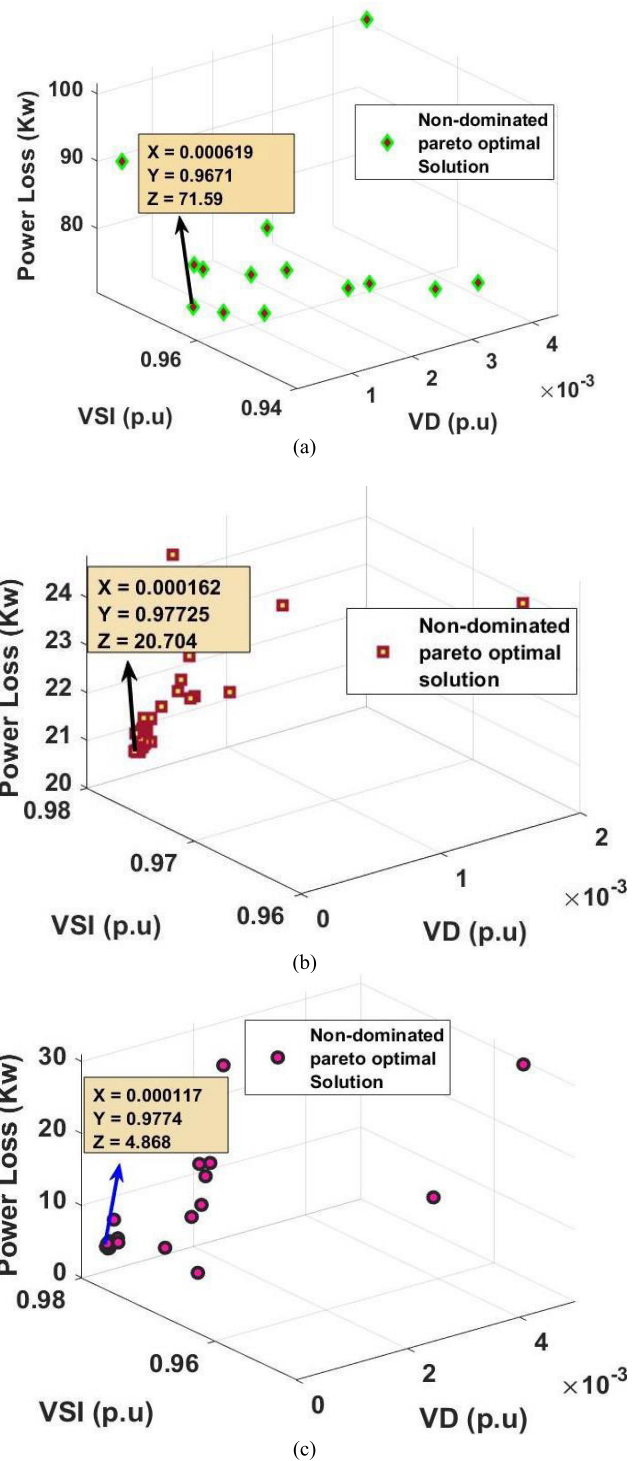 100
90
80
Power Loss (Kw)
X = 0.000619
Y = 0.9671
Z = 71.59
Non-dominated
pareto optimal
Solution
0.96
0.94
VSI (p.u)
1
2
3
4
×10⁻³
VD (p.u)
(a)
24
23
22
21
20
Power Loss (Kw)
X = 0.000162
Y = 0.97725
Z = 20.704
Non-dominated
pareto optimal
solution
0.98
0.97
0.96
VSI (p.u)
0
1
2
×10⁻³
VD (p.u)
(b)
30
20
10
0
Power Loss (Kw)
X = 0.000117
Y = 0.9774
Z = 4.868
Non-dominated
pareto optimal
Solution
0.98
0.96
VSI (p.u)
0
2
4
×10⁻³
VD (p.u)
(c)